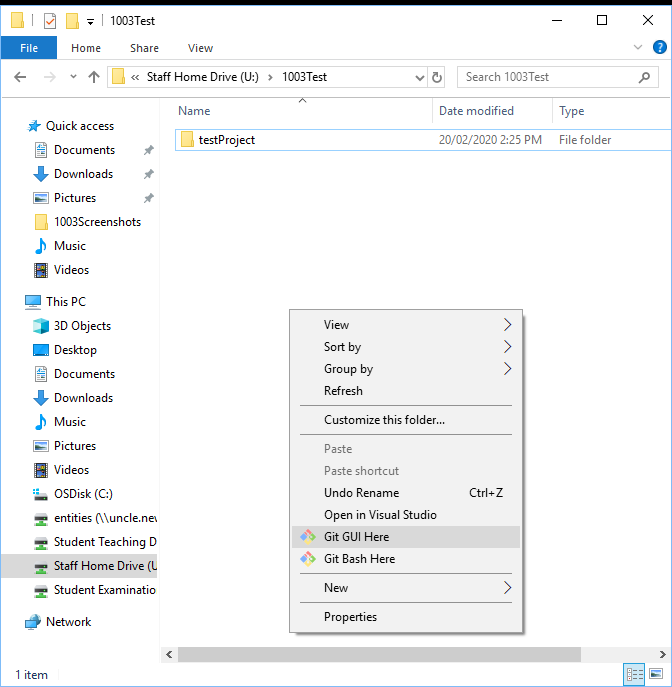 1003Test
File Home Share View
Staff Home Drive (U:) 1003Test Search 1003Test
Name Date modified Type
testProject 20/02/2020 2:25 PM File folder
Quick access
Documents
Downloads
Pictures
1003Screenshots
Music
Videos
This PC
3D Objects
Desktop
Documents
Downloads
Music
Pictures
Videos
OSDisk (C:)
entities (\\uncle.new
Student Teaching D
Staff Home Drive (U
Student Examinatio
Network
View
Sort by
Group by
Refresh
Customize this folder...
Paste
Paste shortcut
Undo Rename Ctrl+Z
Open in Visual Studio
Git GUI Here
Git Bash Here
New
Properties
1 item